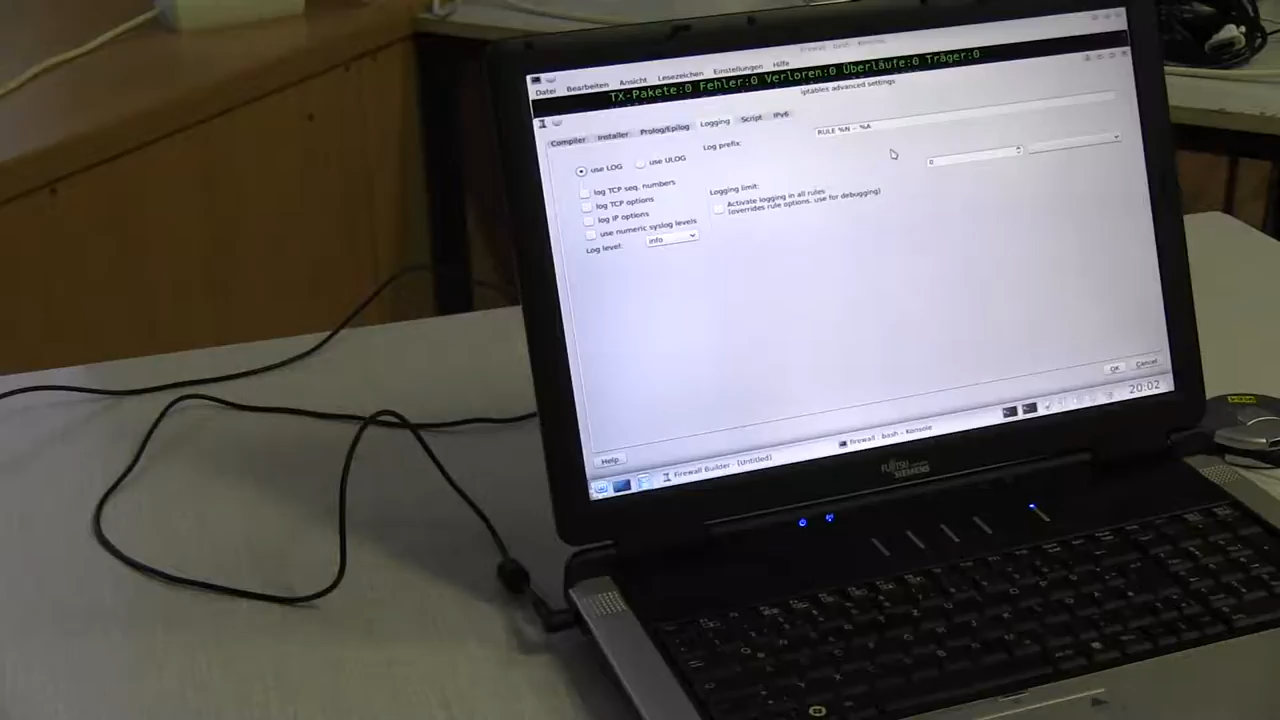 Firewall : bash - Konsole
Datei Bearbeiten Ansicht Lesezeichen Einstellungen Hilfe
TX-Pakete:0 Fehler:0 Verloren:0 Überläufe:0 Träger:0
iptables advanced settings
Compiler Installer Prolog/Epilog Logging Script IPv6
use LOG use ULOG
Log prefix:
RULE %N -- %A
log TCP seq. numbers
log TCP options
log IP options
use numeric syslog levels
Log level: info
Logging limit:
0
Activate logging in all rules
(overrides rule options, use for debugging)
Help
OK Cancel
Firewall Builder - [Untitled]
firewall : bash - Konsole
20:02
FUJITSU
SIEMENS